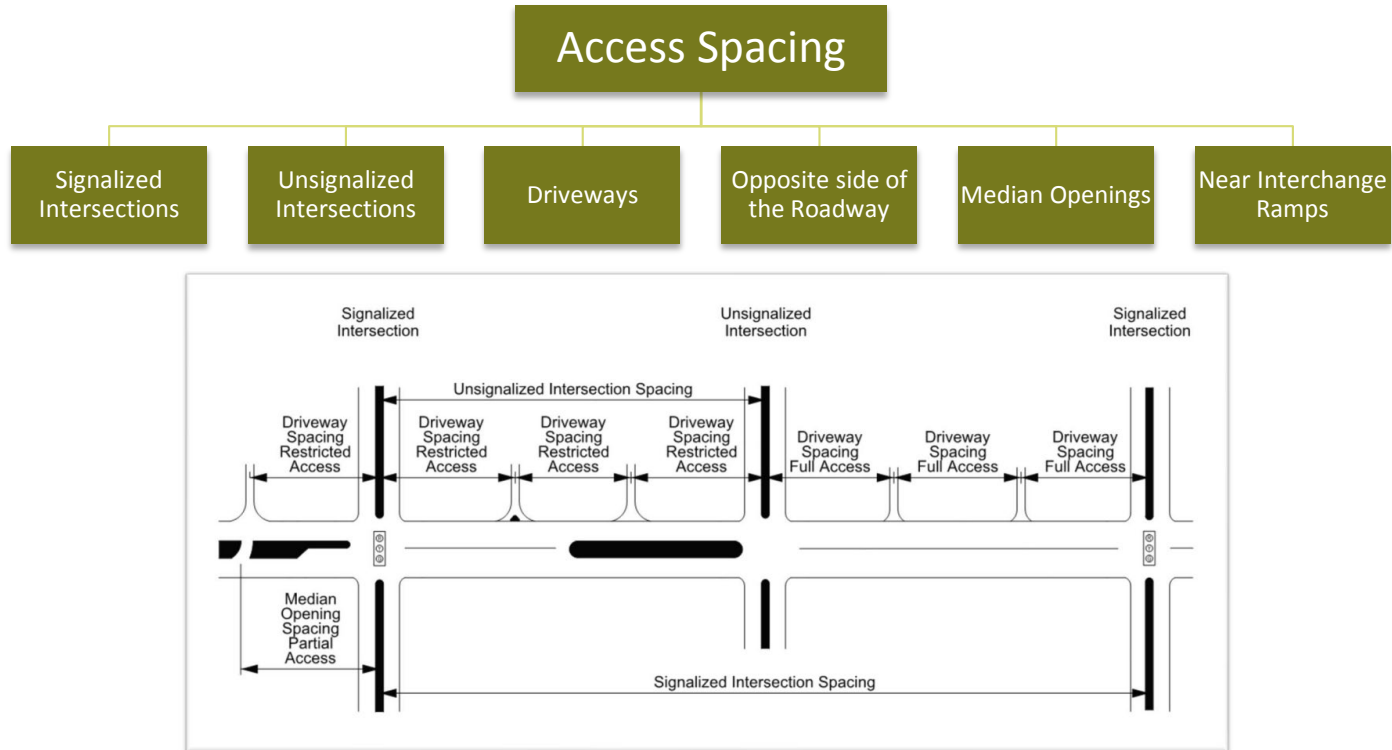 Access Spacing
Signalized
Intersections
Unsignalized
Intersections
Driveways
Opposite side of
the Roadway
Median Openings
Near Interchange
Ramps
Signalized
Intersection
Unsignalized
Intersection
Signalized
Intersection
Unsignalized Intersection Spacing
Driveway
Spacing
Restricted
Access
Driveway
Spacing
Restricted
Access
Driveway
Spacing
Restricted
Access
Driveway
Spacing
Restricted
Access
Driveway
Spacing
Full Access
Driveway
Spacing
Full Access
Driveway
Spacing
Full Access
Median
Opening
Spacing
Partial
Access
Signalized Intersection Spacing